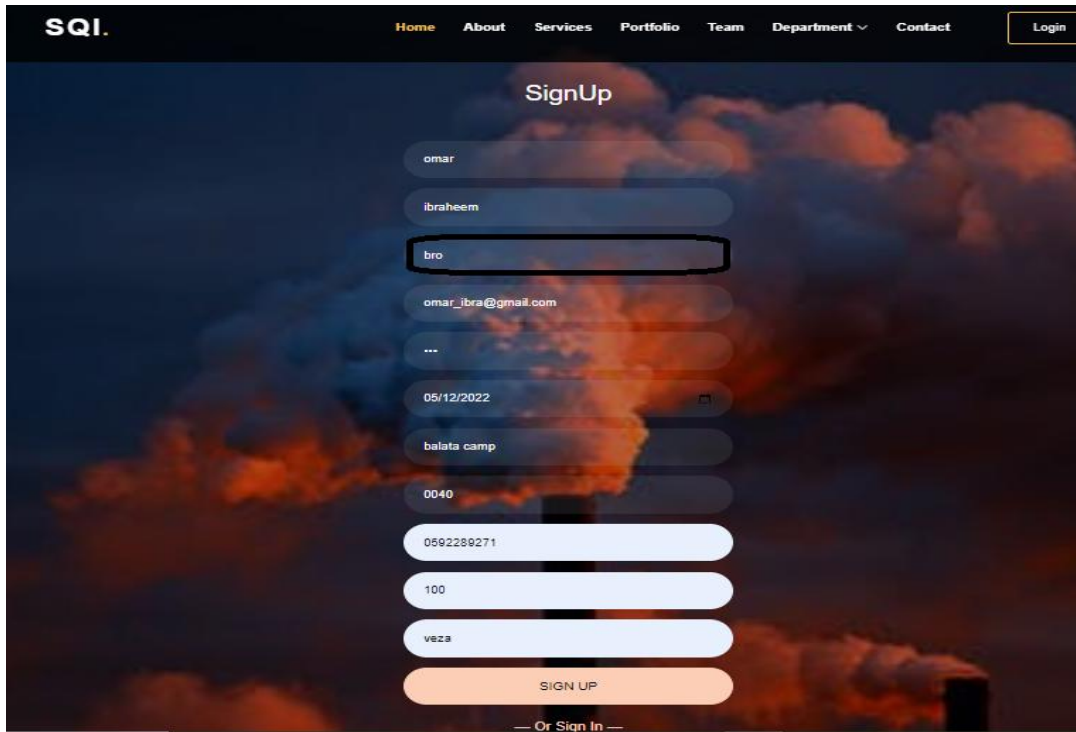 SQI.
Home About Services Portfolio Team Department Contact Login
SignUp
omar
ibraheem
bro
omar_ibra@gmail.com
---
05/12/2022
balata camp
0040
0592289271
100
veza
SIGN UP
— Or Sign In —